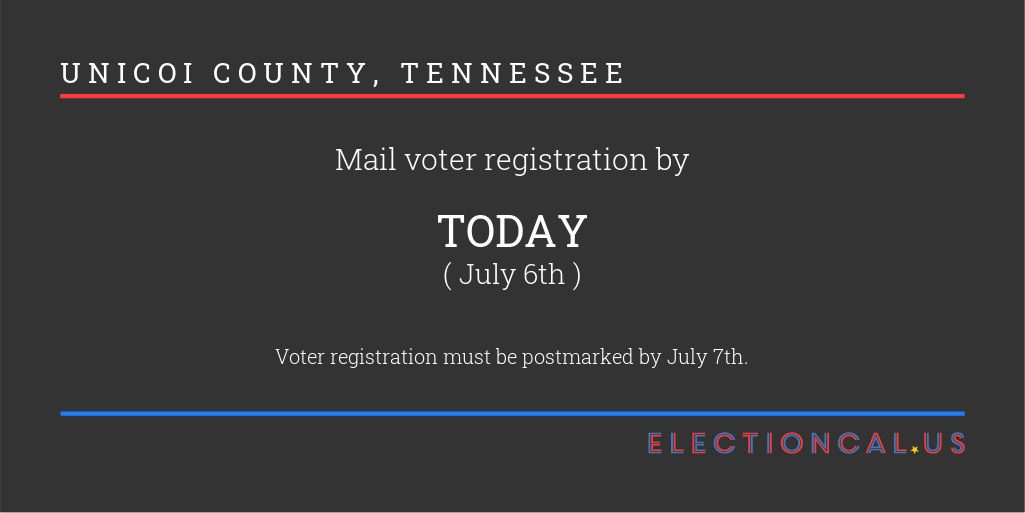 UNICOI COUNTY, TENNESSEE
Mail voter registration by
TODAY
( July 6th )
Voter registration must be postmarked by July 7th.
ELECTIONCAL.US